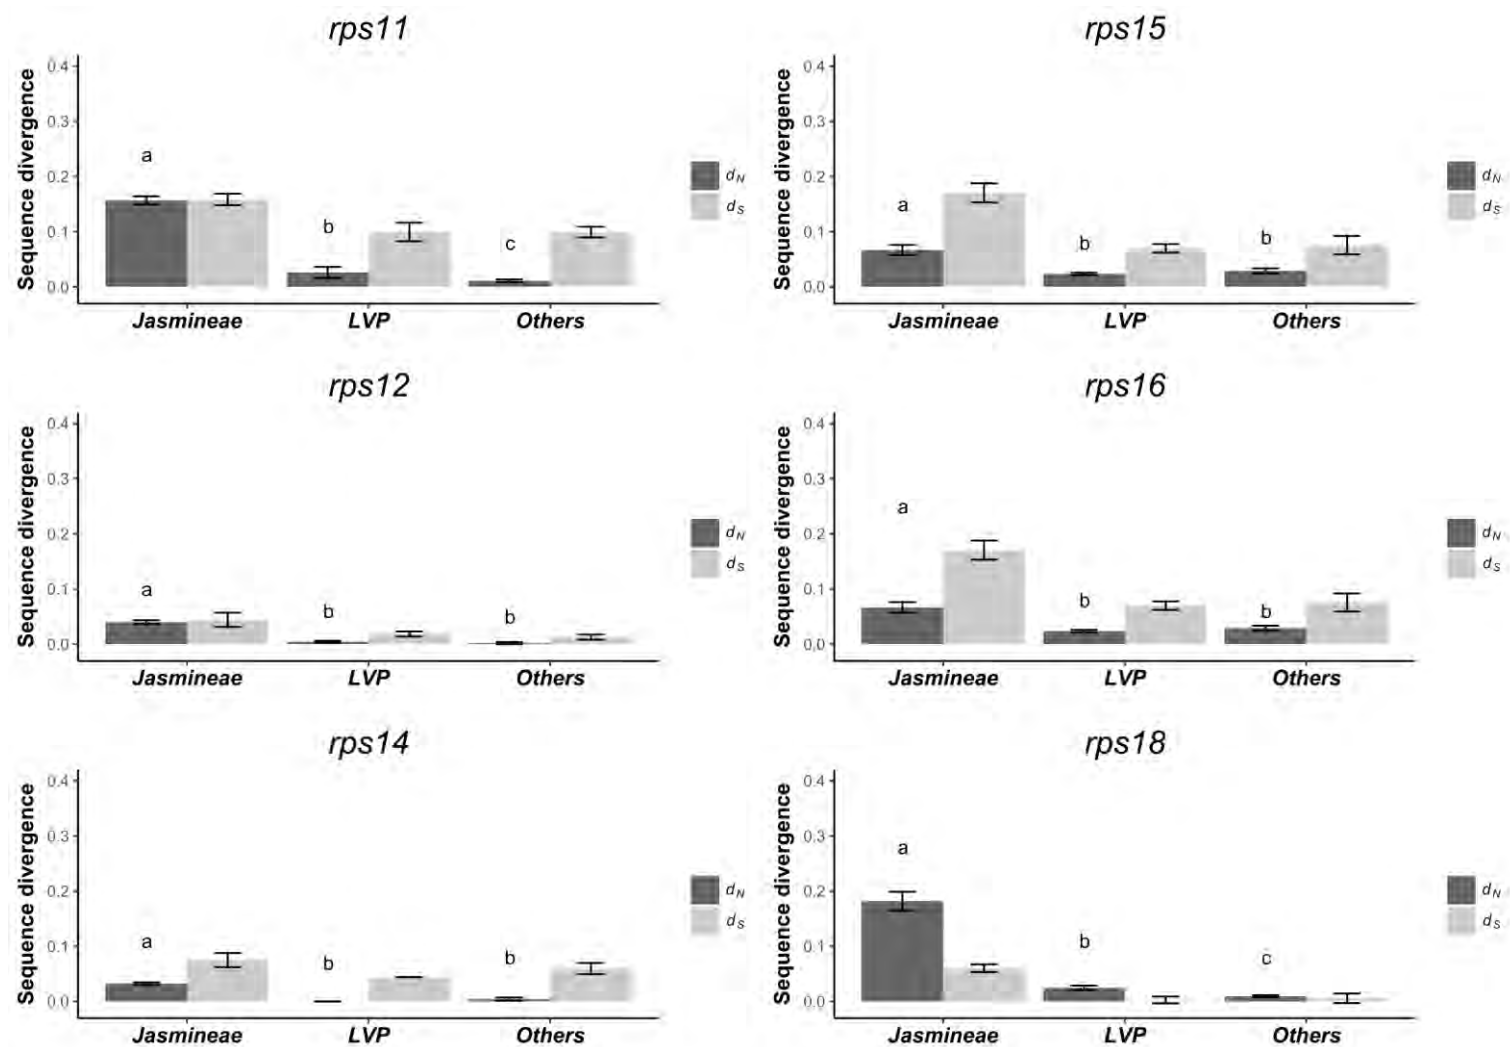 rps11
Sequence divergence
0.4
0.3
0.2
0.1
0.0
a
b
c
Jasmineae LVP Others
dN
dS
rps15
Sequence divergence
0.4
0.3
0.2
0.1
0.0
a
b
b
Jasmineae LVP Others
dN
dS
rps12
Sequence divergence
0.4
0.3
0.2
0.1
0.0
a
b
b
Jasmineae LVP Others
dN
dS
rps16
Sequence divergence
0.4
0.3
0.2
0.1
0.0
a
b
b
Jasmineae LVP Others
dN
dS
rps14
Sequence divergence
0.4
0.3
0.2
0.1
0.0
a
b
b
Jasmineae LVP Others
dN
dS
rps18
Sequence divergence
0.4
0.3
0.2
0.1
0.0
a
b
c
Jasmineae LVP Others
dN
dS